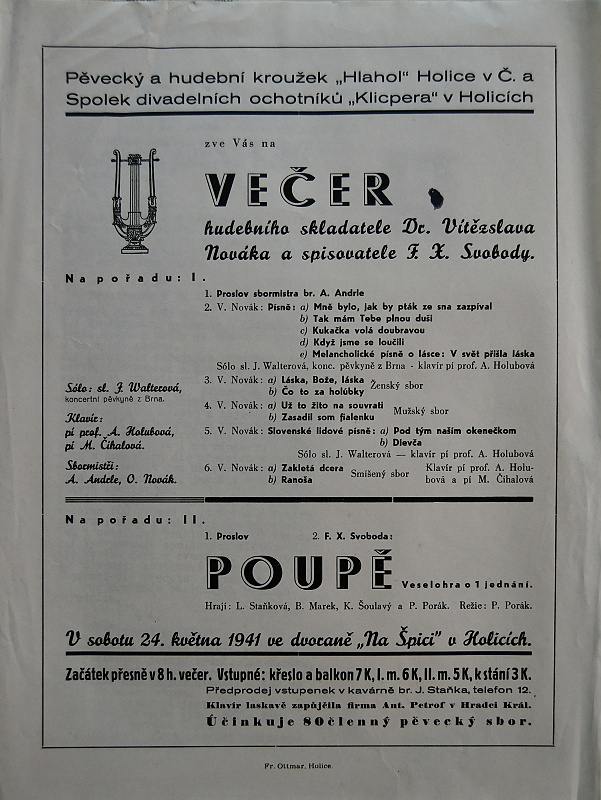 Pěvecký a hudební kroužek „Hlahol" Holice v Č. a
Spolek divadelních ochotníků „Klicpera" v Holicích
zve Vás na
VEČER
hudebního skladatele Dr. Vítězslava
Nováka a spisovatele F. X. Svobody.
Na pořadu: I.
1. Proslov sbormistra br. A. Andrle
2. V. Novák: Písně: a) Mně bylo, jak by pták ze sna zazpíval
b) Tak mám Tebe plnou duši
c) Kukačka volá doubravou
d) Když jsme se loučili
e) Melancholické písně o lásce: V svět přišla láska
Sólo sl. J. Walterová, konc. pěvkyně z Brna - klavír pí prof. A. Holubová
3. V. Novák: a) Láska, Bože, láska
b) Čo to za holúbky
Ženský sbor
4. V. Novák: a) Už to žito na souvrati
b) Zasadil som fialenku
Mužský sbor
5. V. Novák: Slovenské lidové písně: a) Pod tým naším okenečkom
b) Dievča
Sólo sl. J. Walterová — klavír pí prof. A. Holubová
6. V. Novák: a) Zakletá dcera
b) Ranoša
Smíšený sbor
Klavír pí prof. A. Holu-
bová a pí M. Čihalová
Sólo: sl. J. Walterová,
koncertní pěvkyně z Brna.
Klavír:
pí prof. A. Holubová,
pí M. Čihalová.
Sbormistři:
A. Andrle, O. Novák.
Na pořadu: II.
1. Proslov 2. F. X. Svoboda:
POUPĚ Veselohra o 1 jednání.
Hrají: L. Staňková, B. Marek, K. Šoulavý a P. Porák. Režie: P. Porák.
V sobotu 24. května 1941 ve dvoraně „Na Špici" v Holicích.
Začátek přesně v 8 h. večer. Vstupné: křeslo a balkon 7 K, I. m. 6 K, II. m. 5 K, k stání 3 K.
Předprodej vstupenek v kavárně br. J. Staňka, telefon 12.
Klavír laskavě zapůjčila firma Ant. Petrof v Hradci Král.
Účinkuje 80členný pěvecký sbor.
Fr. Ottmar, Holice.